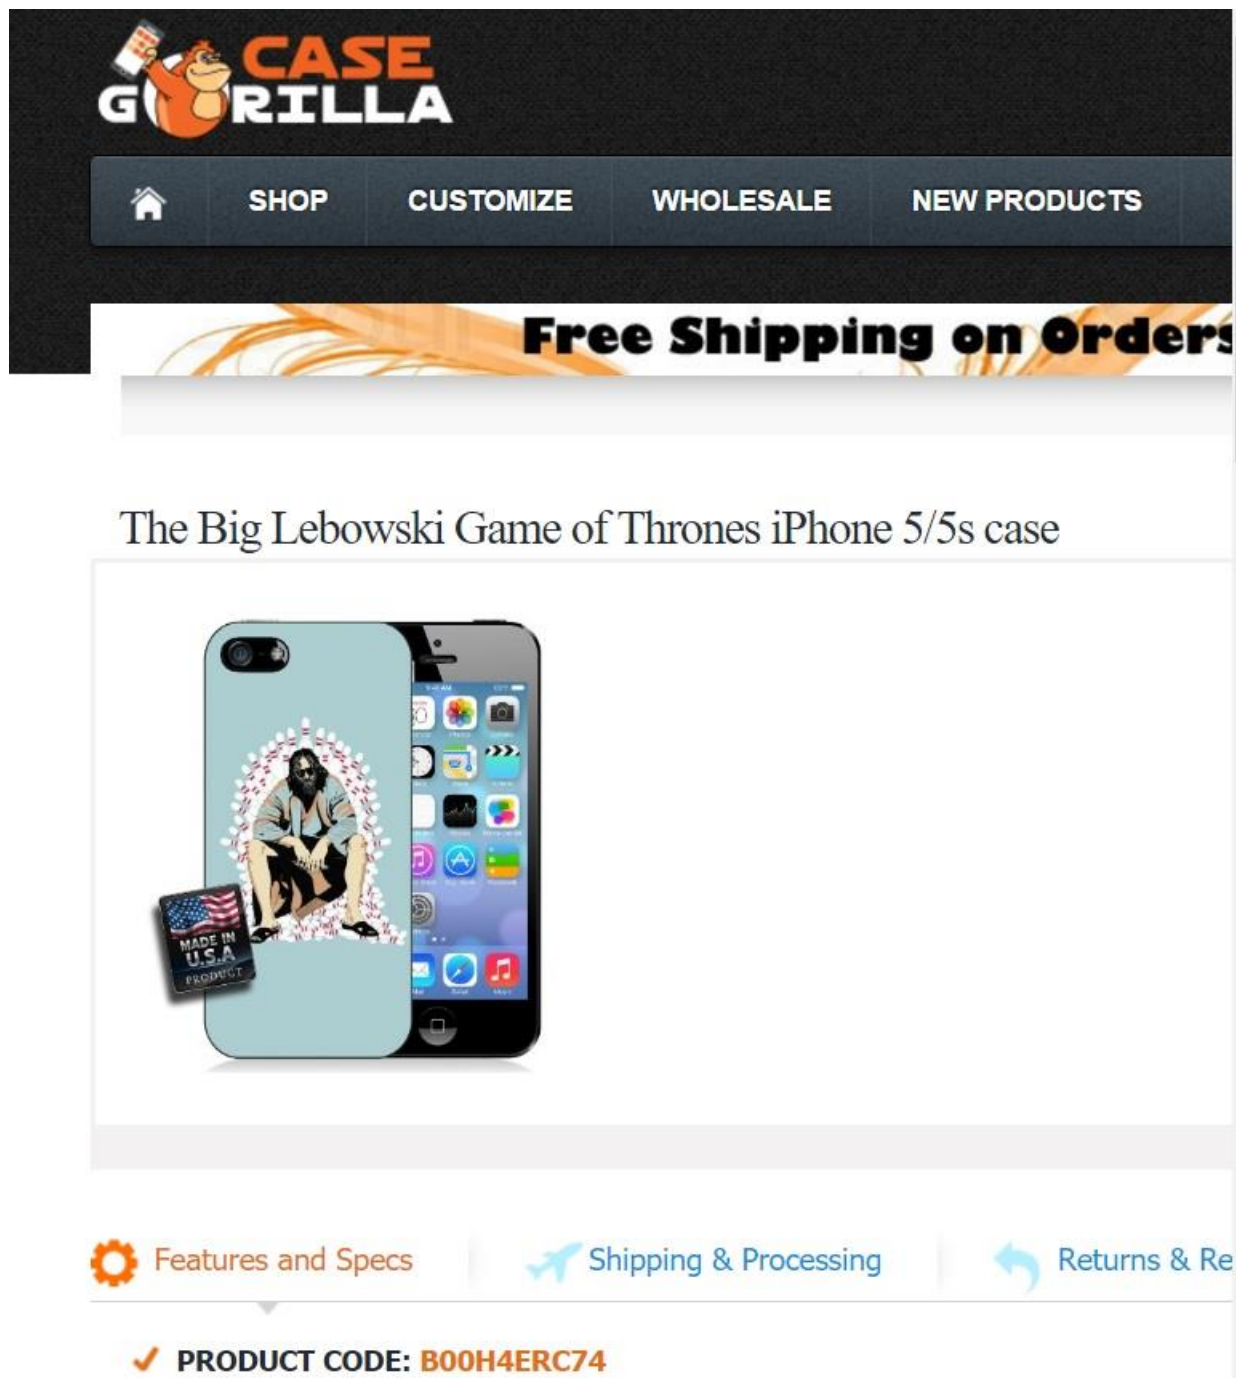 CASE
GORILLA
SHOP CUSTOMIZE WHOLESALE NEW PRODUCTS
Free Shipping on Orders
The Big Lebowski Game of Thrones iPhone 5/5s case
MADE IN
U.S.A
PRODUCT
Features and Specs Shipping & Processing Returns & Re
PRODUCT CODE: B00H4ERC74